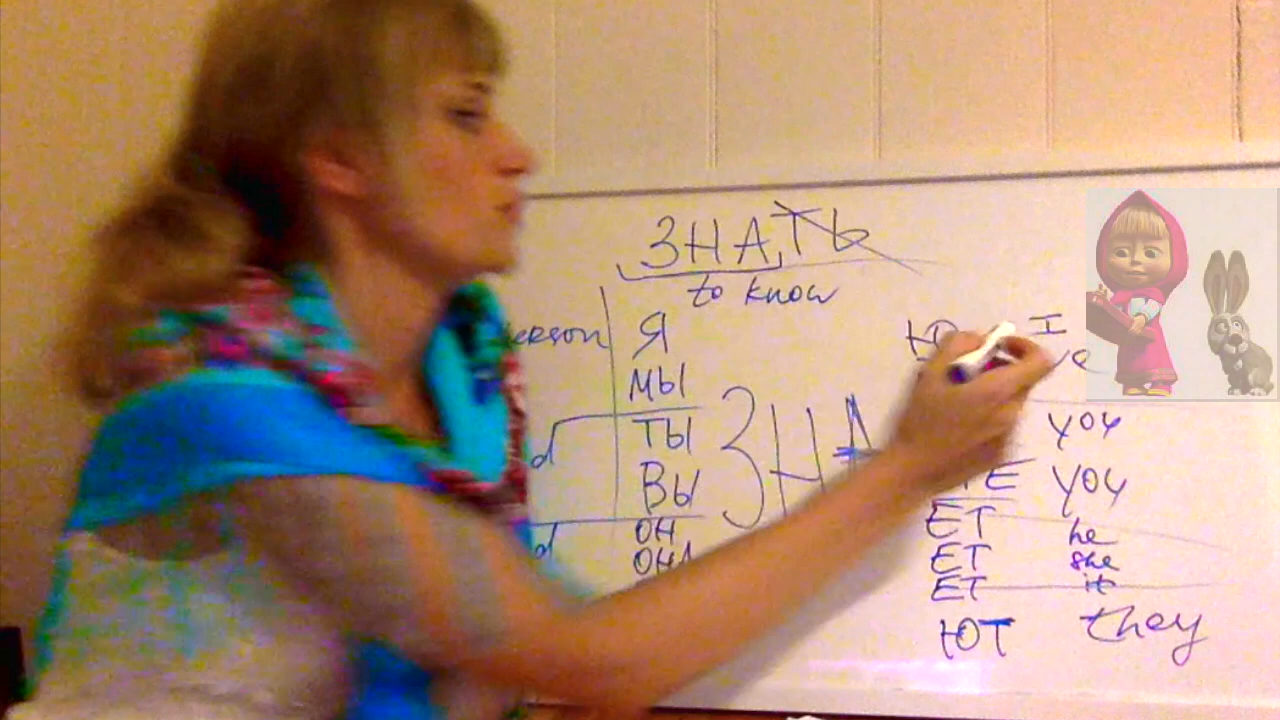 ЗНАТЬ
to know
person Я Ю I
МЫ
d ТЫ ЗНА you
ВЫ ТЕ you
d ОН ЕТ he
ОНА ЕТ she
ЕТ it
ЮТ they